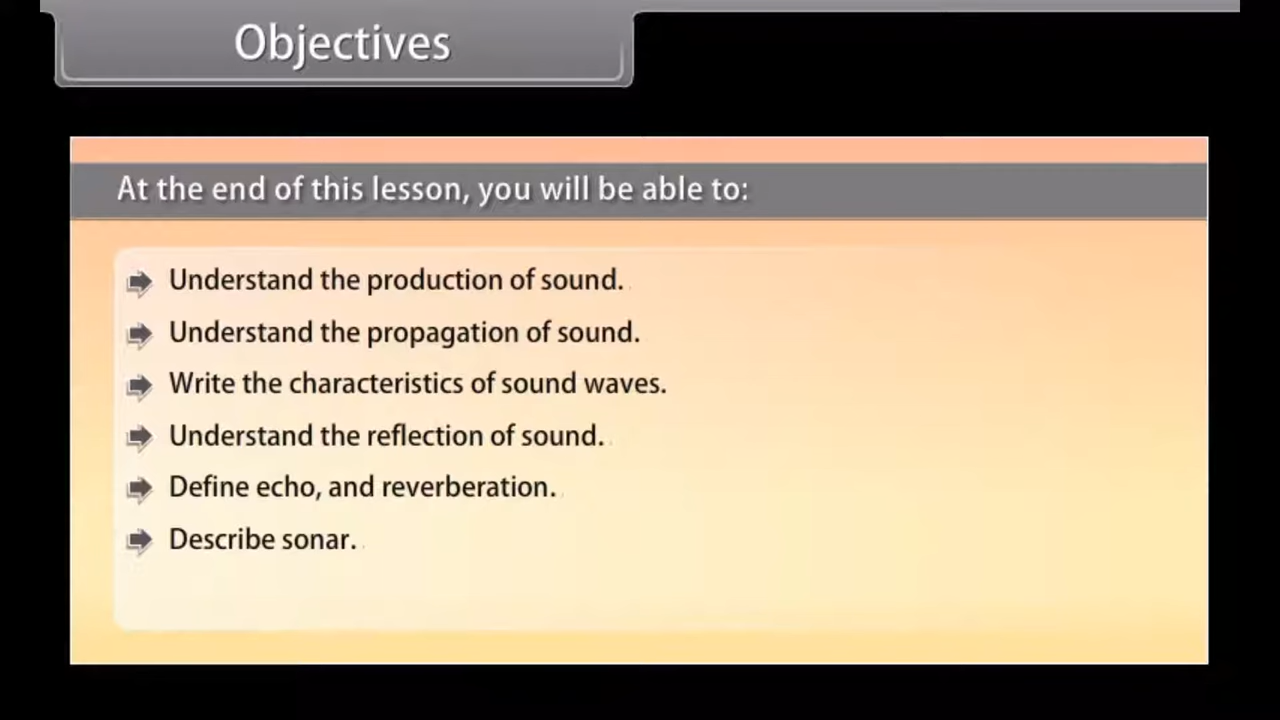 Objectives
At the end of this lesson, you will be able to:
Understand the production of sound.
Understand the propagation of sound.
Write the characteristics of sound waves.
Understand the reflection of sound.
Define echo, and reverberation.
Describe sonar.